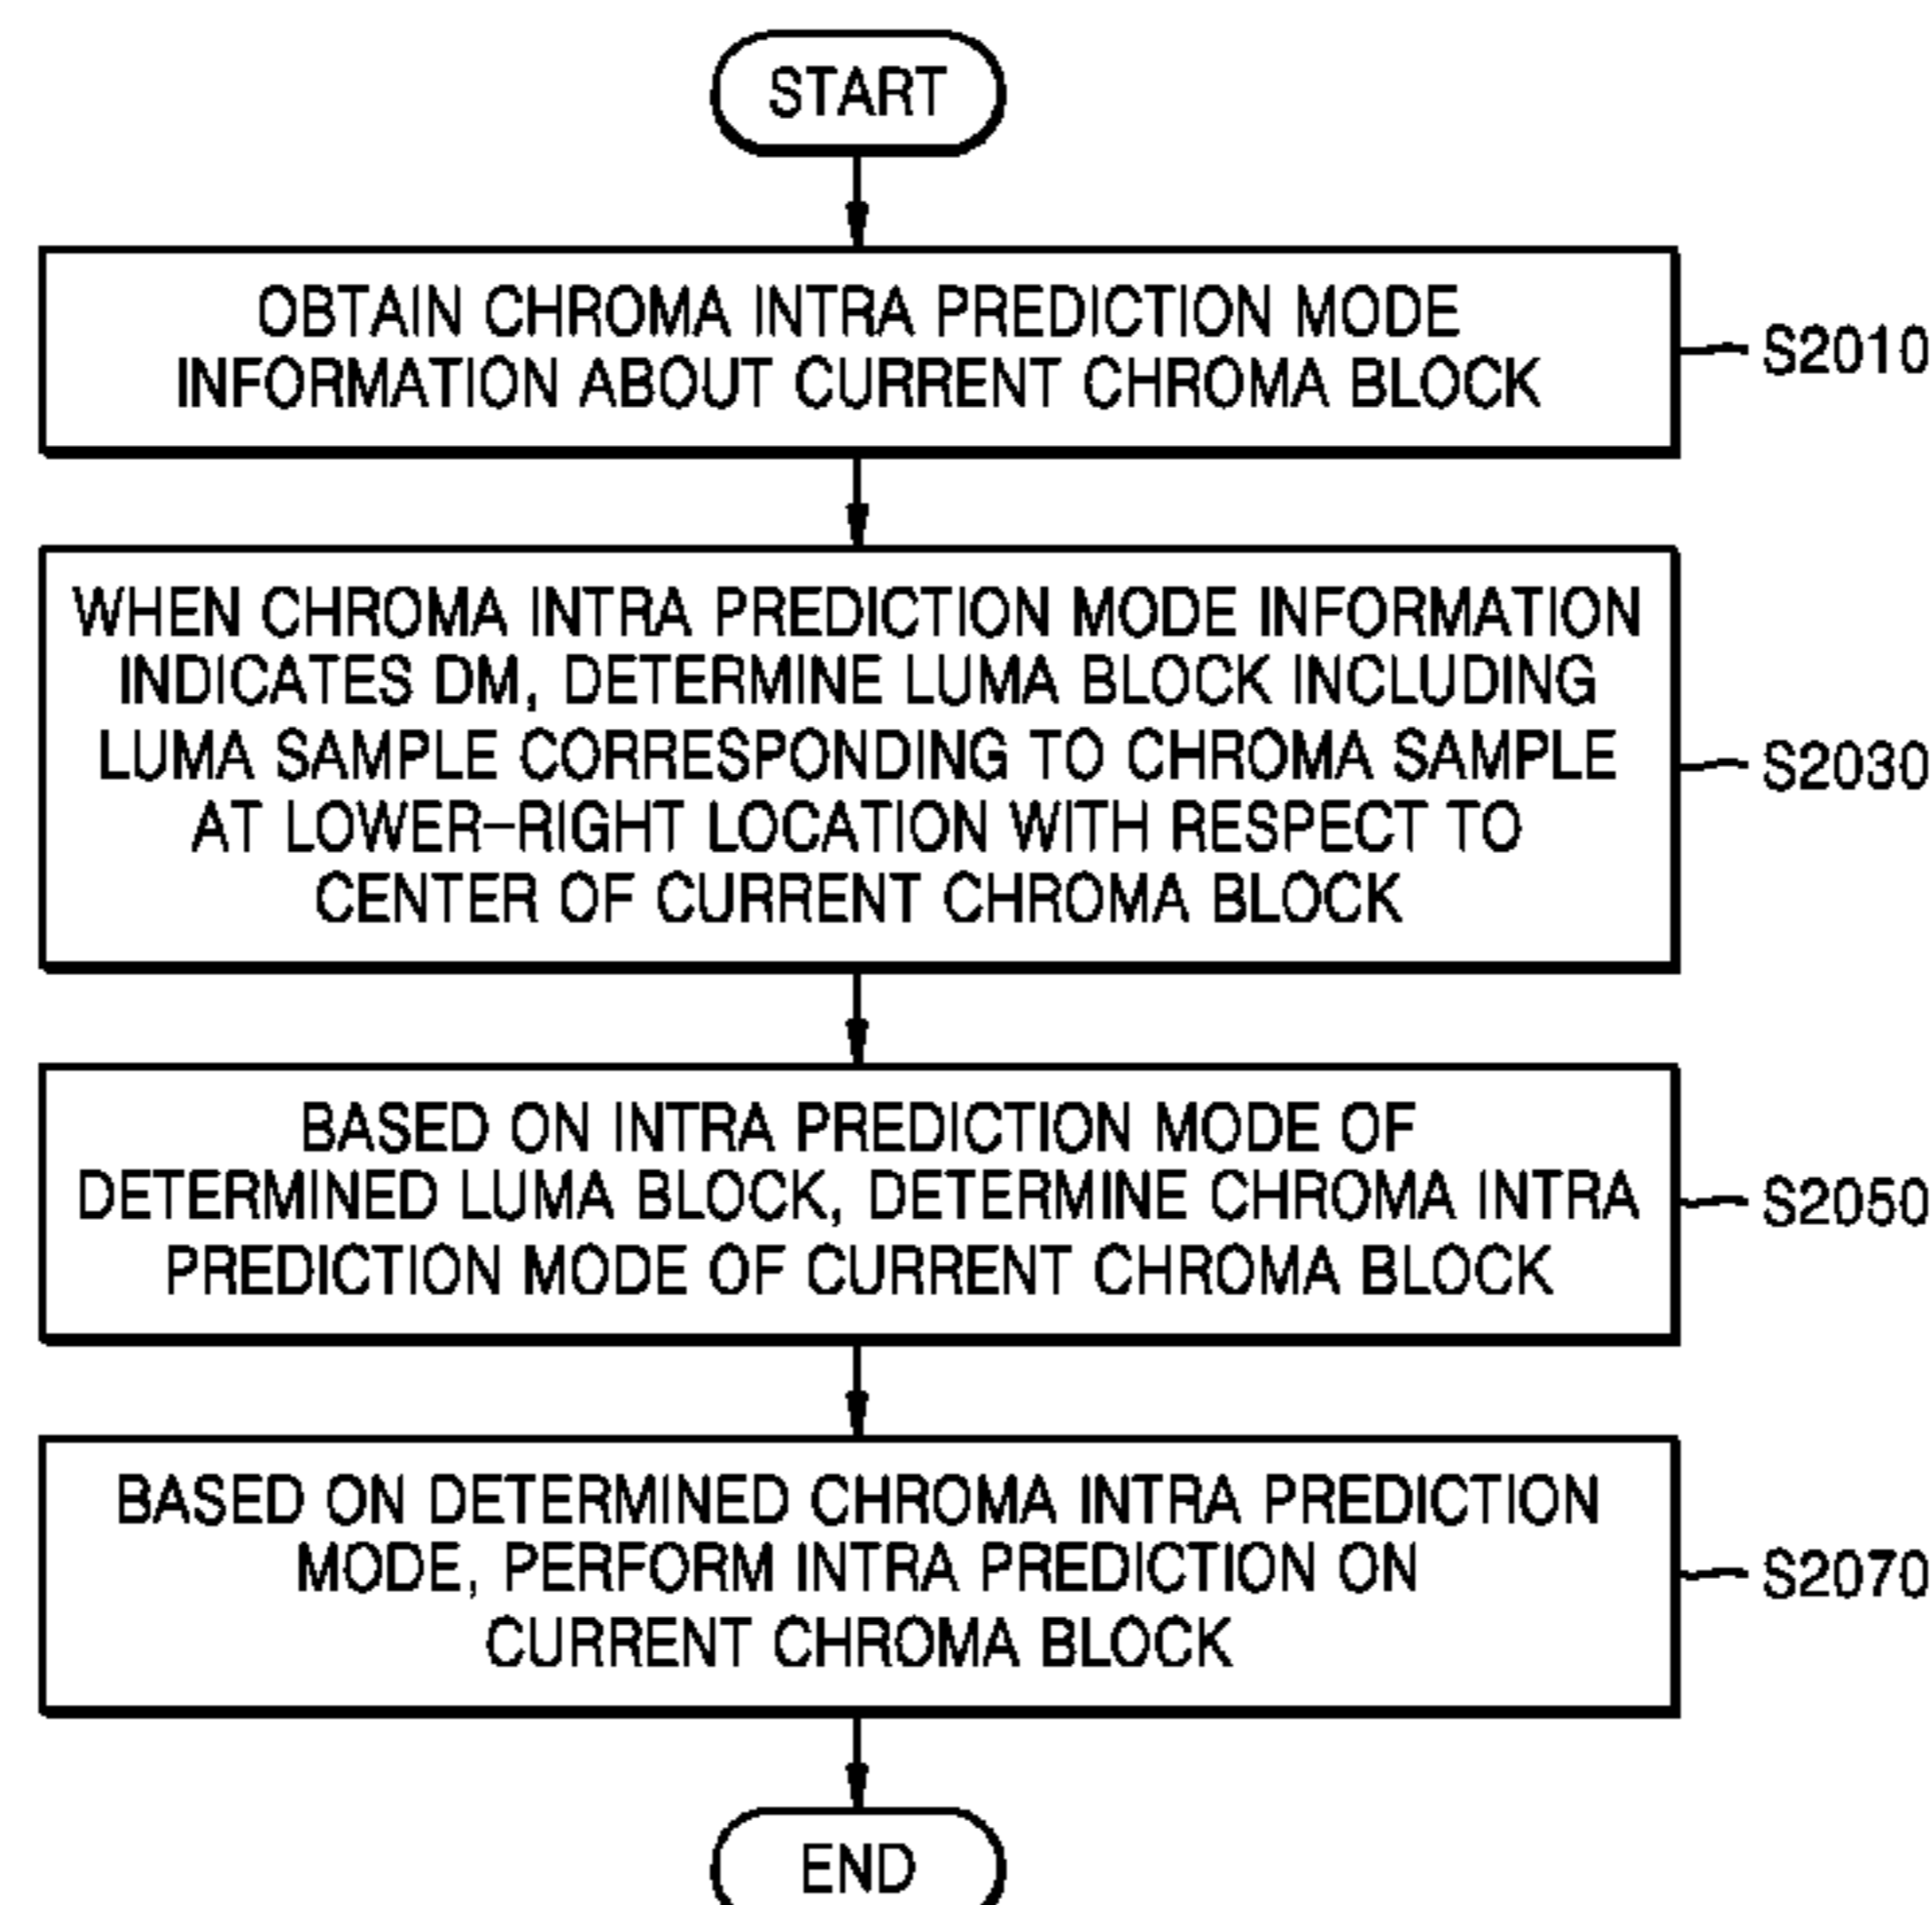 START
OBTAIN CHROMA INTRA PREDICTION MODE
INFORMATION ABOUT CURRENT CHROMA BLOCK
S2010
WHEN CHROMA INTRA PREDICTION MODE INFORMATION
INDICATES DM, DETERMINE LUMA BLOCK INCLUDING
LUMA SAMPLE CORRESPONDING TO CHROMA SAMPLE
AT LOWER-RIGHT LOCATION WITH RESPECT TO
CENTER OF CURRENT CHROMA BLOCK
S2030
BASED ON INTRA PREDICTION MODE OF
DETERMINED LUMA BLOCK, DETERMINE CHROMA INTRA
PREDICTION MODE OF CURRENT CHROMA BLOCK
S2050
BASED ON DETERMINED CHROMA INTRA PREDICTION
MODE, PERFORM INTRA PREDICTION ON
CURRENT CHROMA BLOCK
S2070
END